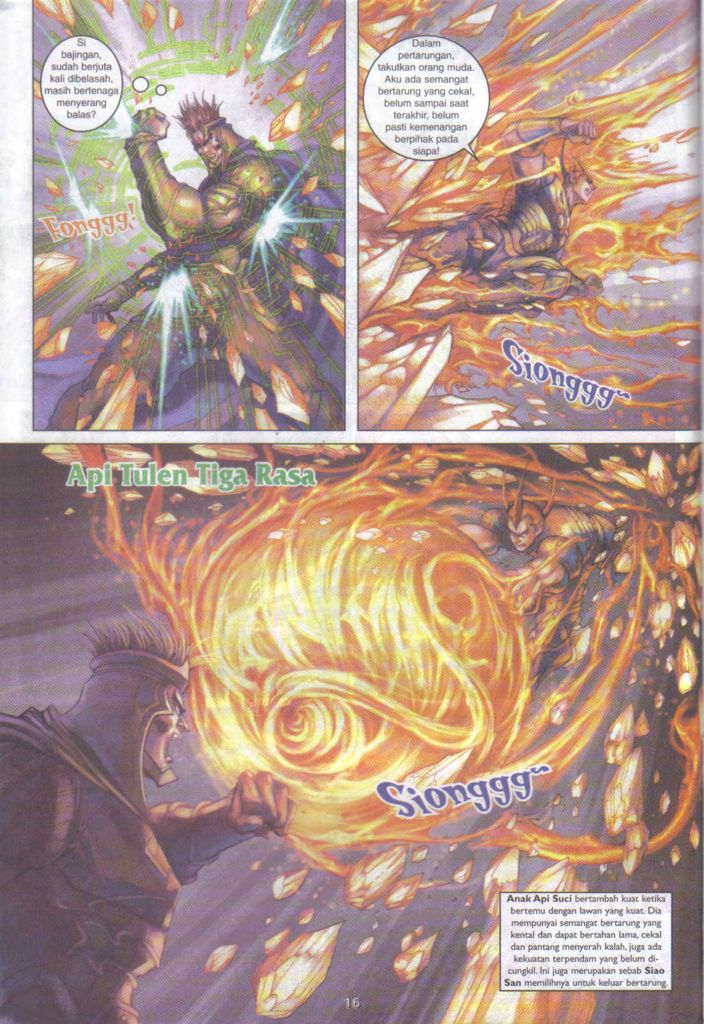 Si
bajingan,
sudah berjuta
kali dibelasah,
masih bertenaga
menyerang
balas?
Fonggg!
Dalam
pertarungan,
takutkan orang muda.
Aku ada semangat
bertarung yang cekal,
belum sampai saat
terakhir, belum
pasti kemenangan
berpihak pada
siapa!
Sionggg~
Api Tulen Tiga Rasa
Sionggg~
Anak Api Suci bertambah kuat ketika
bertemu dengan lawan yang kuat. Dia
mempunyai semangat bertarung yang
kental dan dapat bertahan lama, cekal
dan pantang menyerah kalah, juga ada
kekuatan terpendam yang belum di-
cungkil. Ini juga merupakan sebab Siao
San memilihnya untuk keluar bertarung.
16